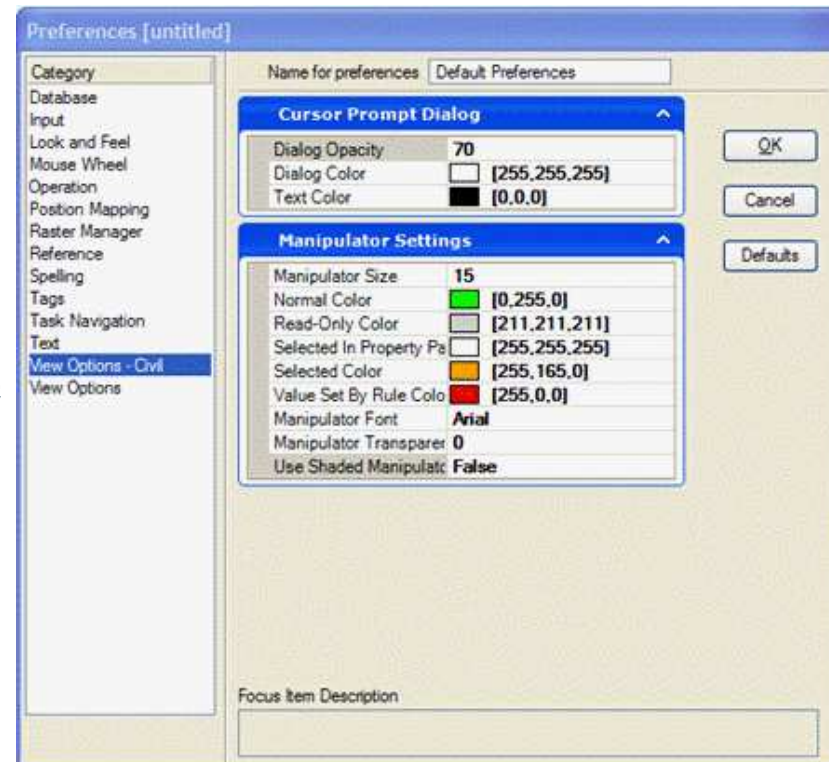 Preferences [untitled]
Category
Database
Input
Look and Feel
Mouse Wheel
Operation
Postion Mapping
Raster Manager
Reference
Spelling
Tags
Task Navigation
Text
View Options - Civil
View Options
Name for preferences Default Preferences
Cursor Prompt Dialog
Dialog Opacity 70
Dialog Color [255,255,255]
Text Color [0,0,0]
Manipulator Settings
Manipulator Size 15
Normal Color [0,255,0]
Read-Only Color [211,211,211]
Selected In Property Pa [255,255,255]
Selected Color [255,165,0]
Value Set By Rule Colo [255,0,0]
Manipulator Font Arial
Manipulator Transparer 0
Use Shaded Manipulatc False
OK
Cancel
Defaults
Focus Item Description